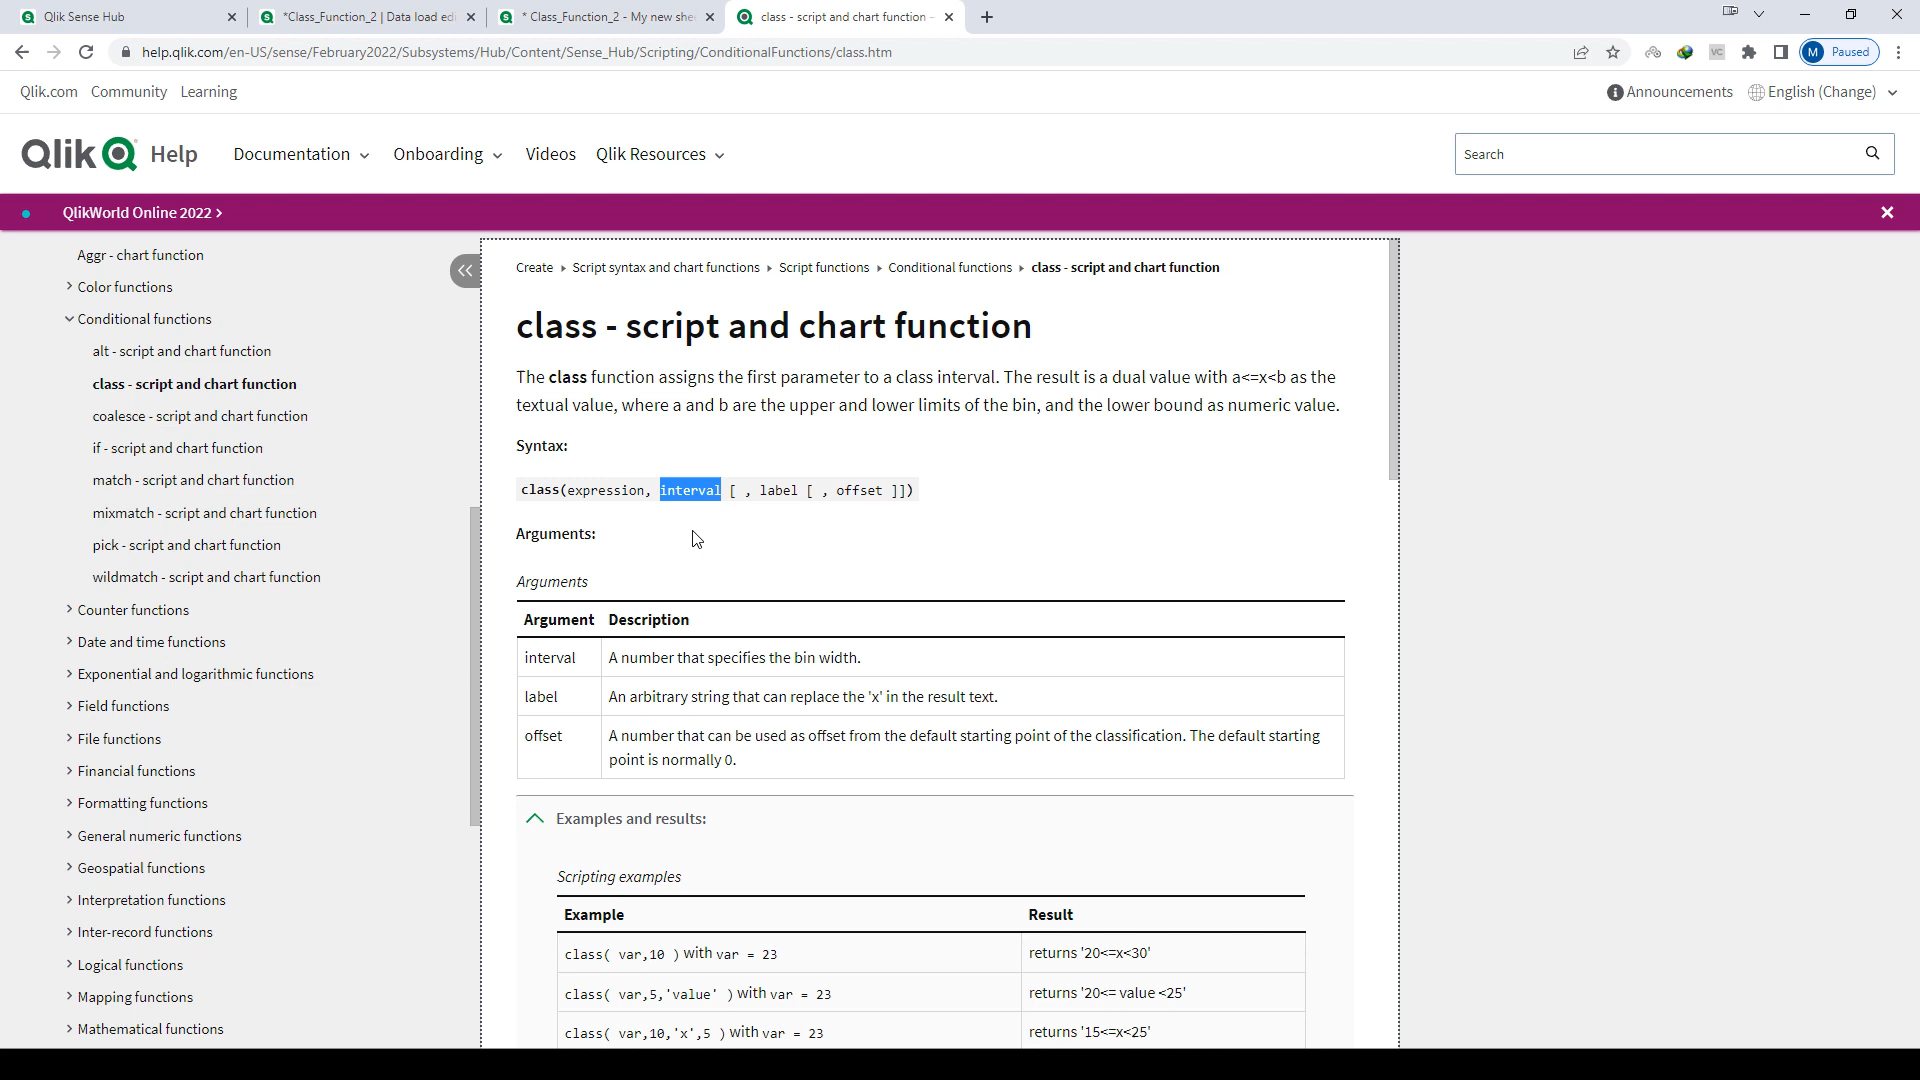 Qlik Sense Hub
*Class_Function_2 | Data load edi
* Class_Function_2 - My new she
class - script and chart function -
help.qlik.com/en-US/sense/February2022/Subsystems/Hub/Content/Sense_Hub/Scripting/ConditionalFunctions/class.htm
VC
M Paused
Qlik.com Community Learning
Announcements English (Change)
Qlik Help Documentation Onboarding Videos Qlik Resources
Search
QlikWorld Online 2022 >
Aggr - chart function
Color functions
Conditional functions
alt - script and chart function
class - script and chart function
coalesce - script and chart function
if - script and chart function
match - script and chart function
mixmatch - script and chart function
pick - script and chart function
wildmatch - script and chart function
Counter functions
Date and time functions
Exponential and logarithmic functions
Field functions
File functions
Financial functions
Formatting functions
General numeric functions
Geospatial functions
Interpretation functions
Inter-record functions
Logical functions
Mapping functions
Mathematical functions
Create Script syntax and chart functions Script functions Conditional functions class - script and chart function
class - script and chart function
The class function assigns the first parameter to a class interval. The result is a dual value with a<=x<b as the
textual value, where a and b are the upper and lower limits of the bin, and the lower bound as numeric value.
Syntax:
class(expression, interval [ , label [ , offset ]])
Arguments:
Arguments
Argument Description
interval A number that specifies the bin width.
label An arbitrary string that can replace the 'x' in the result text.
offset A number that can be used as offset from the default starting point of the classification. The default starting
point is normally 0.
Examples and results:
Scripting examples
Example Result
class( var,10 ) with var = 23 returns '20<=x<30'
class( var,5,'value' ) with var = 23 returns '20<= value <25'
class( var,10,'x',5 ) with var = 23 returns '15<=x<25'